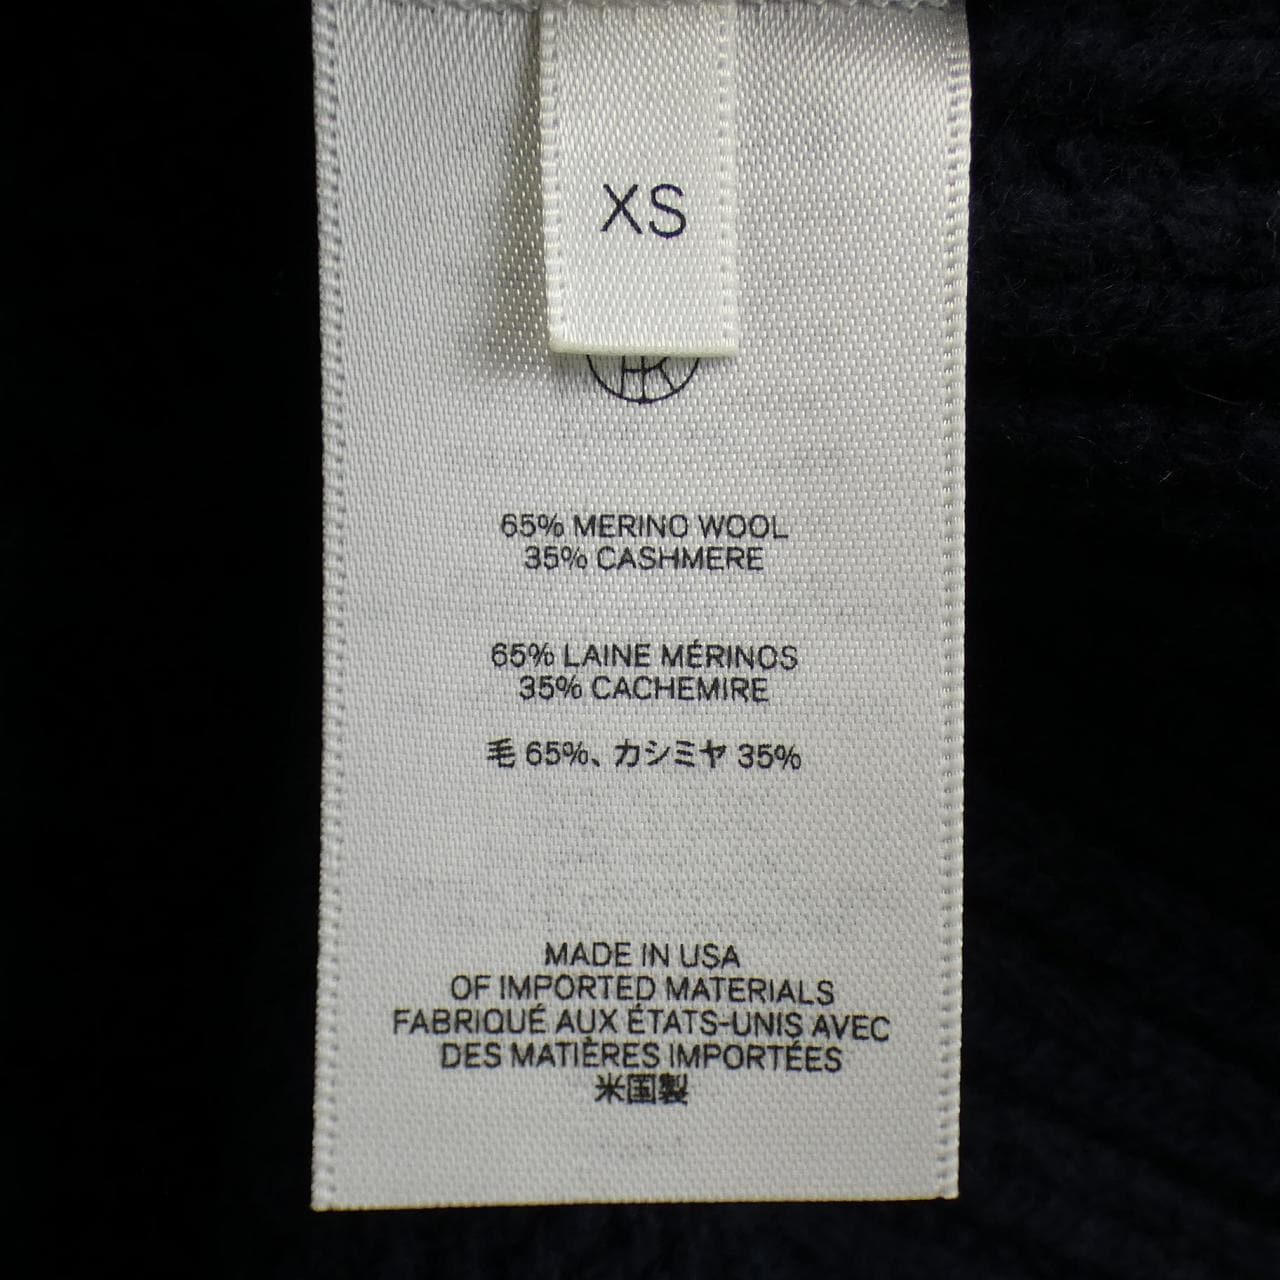 XS
65% MERINO WOOL
35% CASHMERE
65% LAINE MÉRINOS
35% CACHEMIRE
毛 65%、カシミヤ 35%
MADE IN USA
OF IMPORTED MATERIALS
FABRIQUÉ AUX ÉTATS-UNIS AVEC
DES MATIÈRES IMPORTÉES
米国製